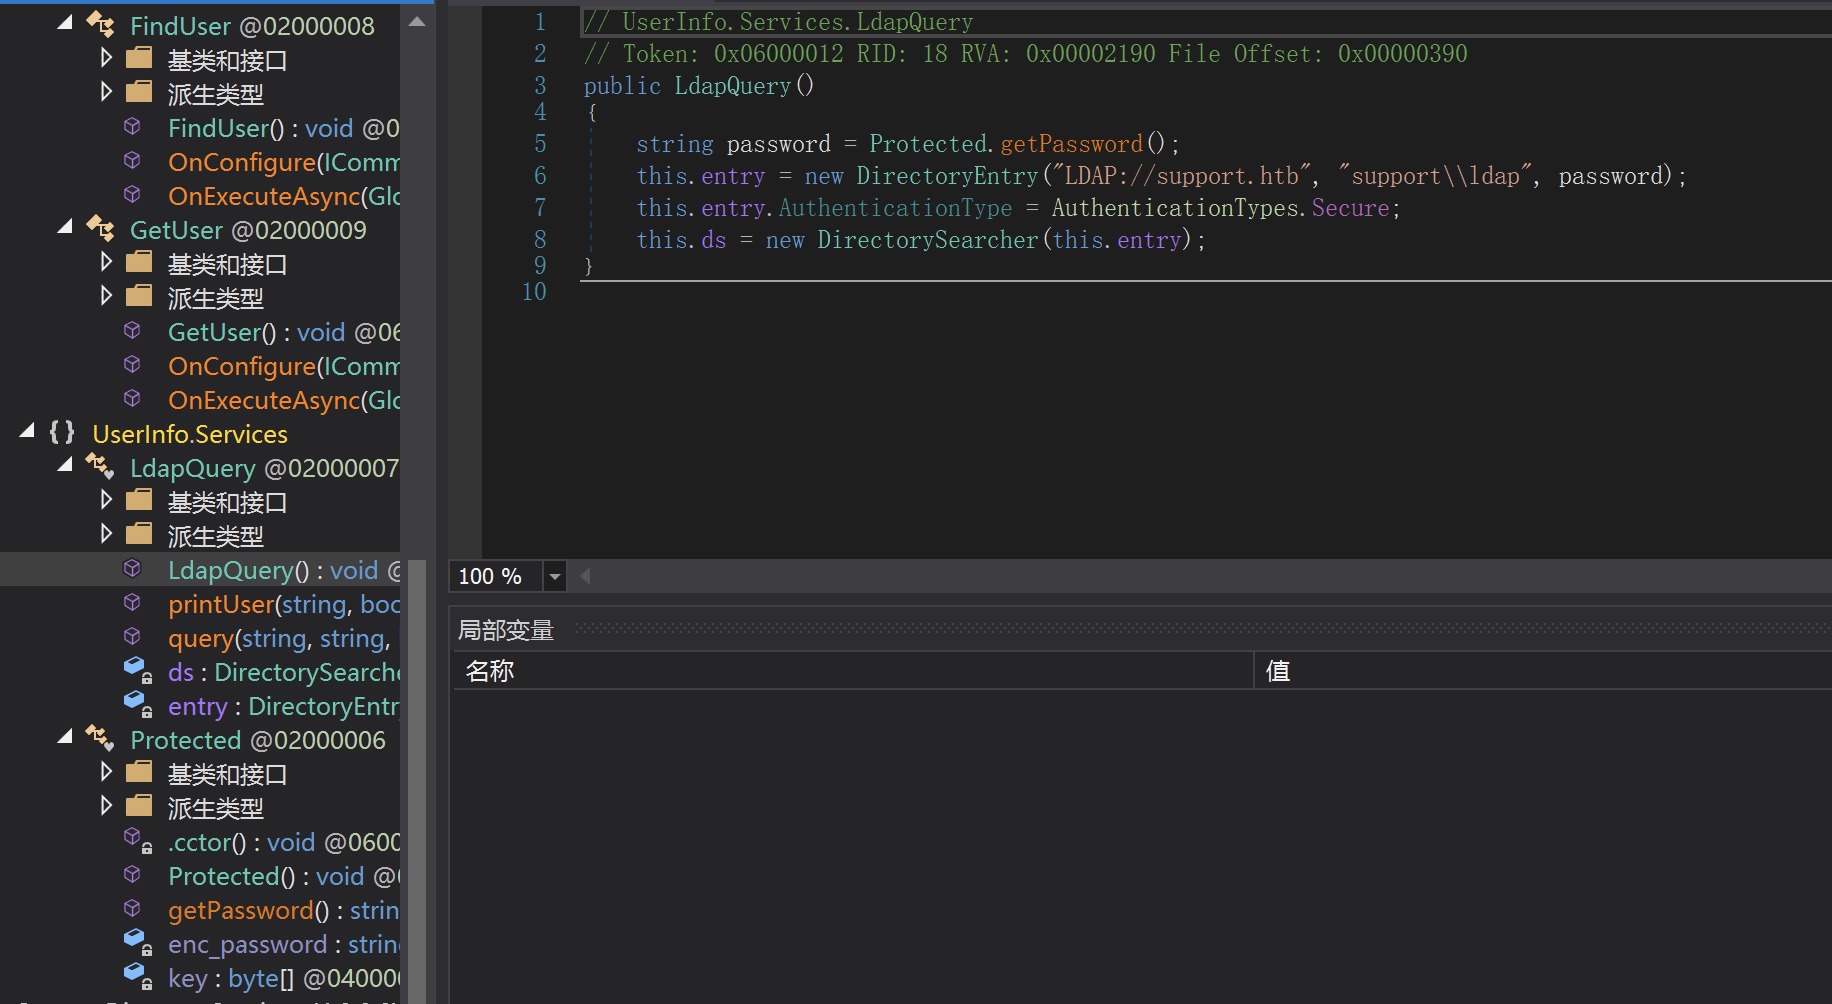 FindUser @02000008
基类和接口
派生类型
FindUser() : void @0
OnConfigure(IComm
OnExecuteAsync(Glo
GetUser @02000009
基类和接口
派生类型
GetUser() : void @06
OnConfigure(IComm
OnExecuteAsync(Glo
{} UserInfo.Services
LdapQuery @02000007
基类和接口
派生类型
LdapQuery() : void @
printUser(string, boo
query(string, string,
ds : DirectorySearche
entry : DirectoryEntr
Protected @02000006
基类和接口
派生类型
.cctor() : void @0600
Protected() : void @
getPassword() : strin
enc_password : string
key : byte[] @04000
1 // UserInfo.Services.LdapQuery
2 // Token: 0x06000012 RID: 18 RVA: 0x00002190 File Offset: 0x00000390
3 public LdapQuery()
4 {
5 string password = Protected.getPassword();
6 this.entry = new DirectoryEntry("LDAP://support.htb", "support\\ldap", password);
7 this.entry.AuthenticationType = AuthenticationTypes.Secure;
8 this.ds = new DirectorySearcher(this.entry);
9 }
10
100 %
局部变量
名称 值